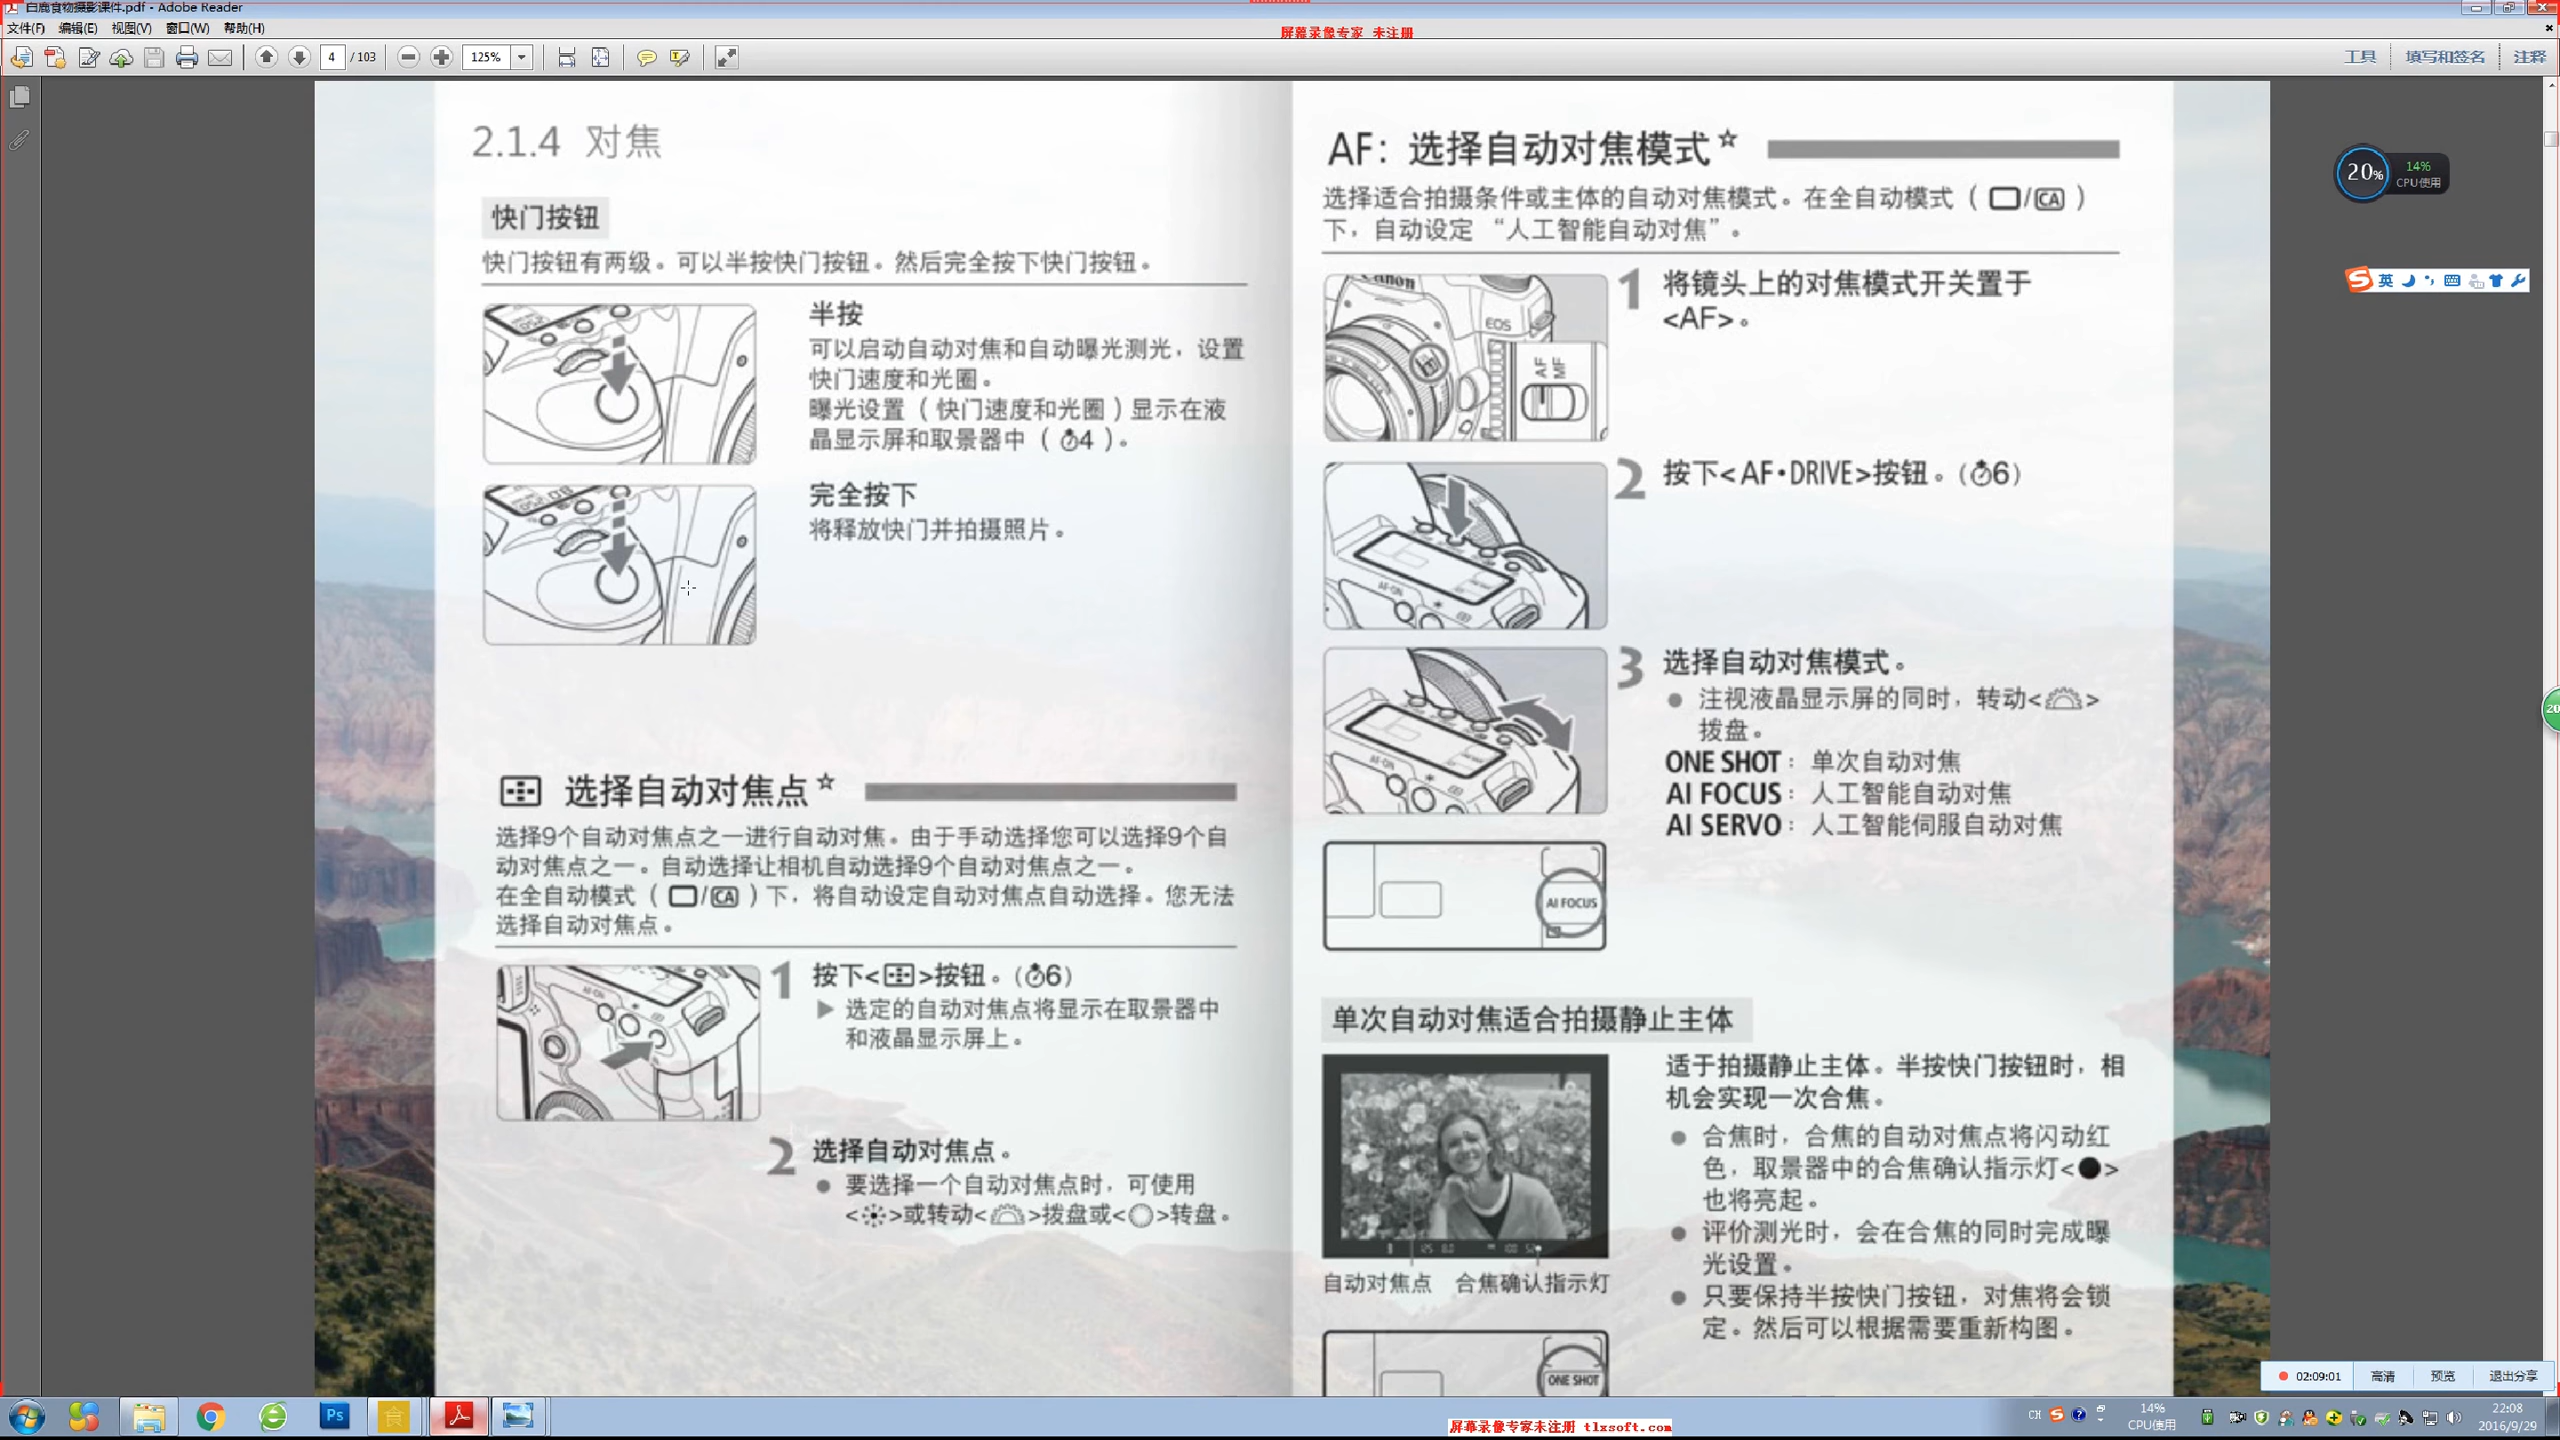 白鹿食物摄影课件.pdf - Adobe Reader
文件(F) 编辑(E) 视图(V) 窗口(W) 帮助(H)
屏幕录像专家 未注册
4 / 103
125%
工具 填写和签名 注释
2.1.4 对焦
快门按钮
快门按钮有两级。可以半按快门按钮。然后完全按下快门按钮。
半按
可以启动自动对焦和自动曝光测光，设置
快门速度和光圈。
曝光设置（快门速度和光圈）显示在液
晶显示屏和取景器中（4）。
完全按下
将释放快门并拍摄照片。
选择自动对焦点☆
选择9个自动对焦点之一进行自动对焦。由于手动选择您可以选择9个自
动对焦点之一。自动选择让相机自动选择9个自动对焦点之一。
在全自动模式（□/CA）下，将自动设定自动对焦点自动选择。您无法
选择自动对焦点。
1 按下< >按钮。(6)
▶ 选定的自动对焦点将显示在取景器中
和液晶显示屏上。
2 选择自动对焦点。
● 要选择一个自动对焦点时，可使用
< >或转动< >拨盘或< >转盘。
AF：选择自动对焦模式☆
选择适合拍摄条件或主体的自动对焦模式。在全自动模式（□/CA）
下，自动设定“人工智能自动对焦”。
Canon
EOS
AF
MF
1 将镜头上的对焦模式开关置于
<AF>。
2 按下< AF•DRIVE>按钮。(6)
3 选择自动对焦模式。
● 注视液晶显示屏的同时，转动< >
拨盘。
ONE SHOT：单次自动对焦
AI FOCUS：人工智能自动对焦
AI SERVO：人工智能伺服自动对焦
AI FOCUS
单次自动对焦适合拍摄静止主体
适于拍摄静止主体。半按快门按钮时，相
机会实现一次合焦。
● 合焦时，合焦的自动对焦点将闪动红
色，取景器中的合焦确认指示灯<●>
也将亮起。
● 评价测光时，会在合焦的同时完成曝
光设置。
● 只要保持半按快门按钮，对焦将会锁
定。然后可以根据需要重新构图。
自动对焦点 合焦确认指示灯
ONE SHOT
20%
14%
CPU使用
英
20
02:09:01 高清 预览 退出分享
Ps
食
屏幕录像专家未注册 tlxsoft.com
CH
14%
CPU使用
22:08
2016/9/29